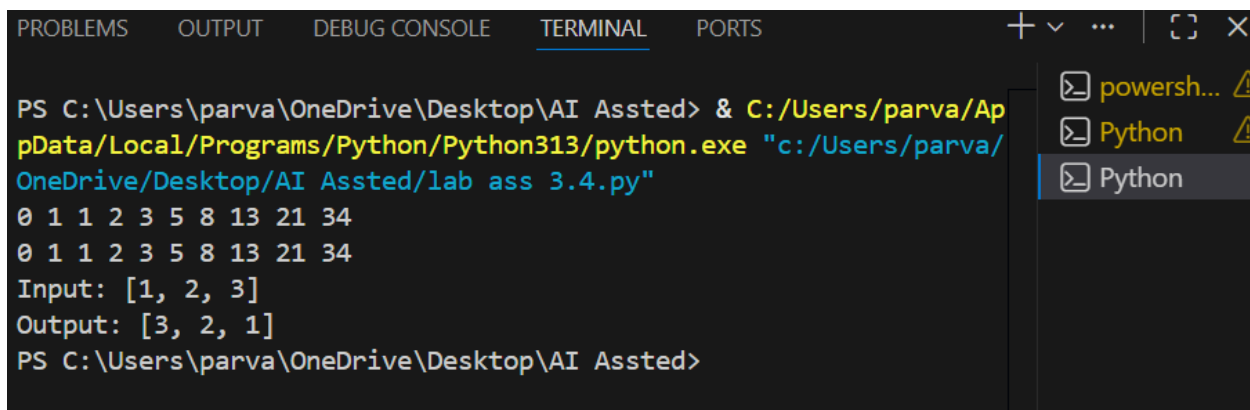 PROBLEMS OUTPUT DEBUG CONSOLE TERMINAL PORTS
PS C:\Users\parva\OneDrive\Desktop\AI Assted> & C:/Users/parva/Ap
pData/Local/Programs/Python/Python313/python.exe "c:/Users/parva/
OneDrive/Desktop/AI Assted/lab ass 3.4.py"
0 1 1 2 3 5 8 13 21 34
0 1 1 2 3 5 8 13 21 34
Input: [1, 2, 3]
Output: [3, 2, 1]
PS C:\Users\parva\OneDrive\Desktop\AI Assted>
powersh...
Python
Python